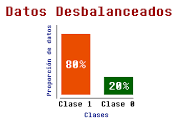 Datos Desbalanceados
Proporción de datos
80%
20%
Clase 1
Clase 0
Clases